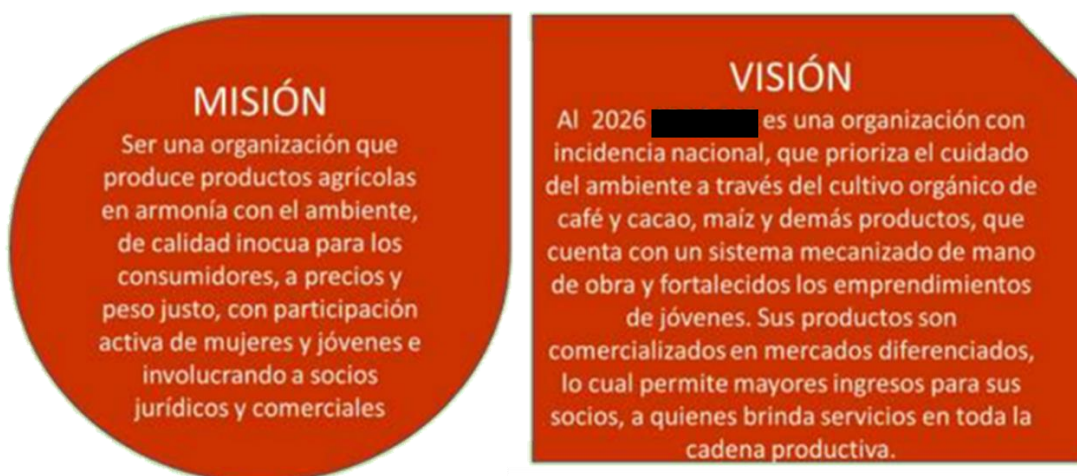 MISIÓN
Ser una organización que
produce productos agrícolas
en armonía con el ambiente,
de calidad inocua para los
consumidores, a precios y
peso justo, con participación
activa de mujeres y jóvenes e
involucrando a socios
jurídicos y comerciales
VISIÓN
Al 2026 es una organización con
incidencia nacional, que prioriza el cuidado
del ambiente a través del cultivo orgánico de
café y cacao, maíz y demás productos, que
cuenta con un sistema mecanizado de mano
de obra y fortalecidos los emprendimientos
de jóvenes. Sus productos son
comercializados en mercados diferenciados,
lo cual permite mayores ingresos para sus
socios, a quienes brinda servicios en toda la
cadena productiva.